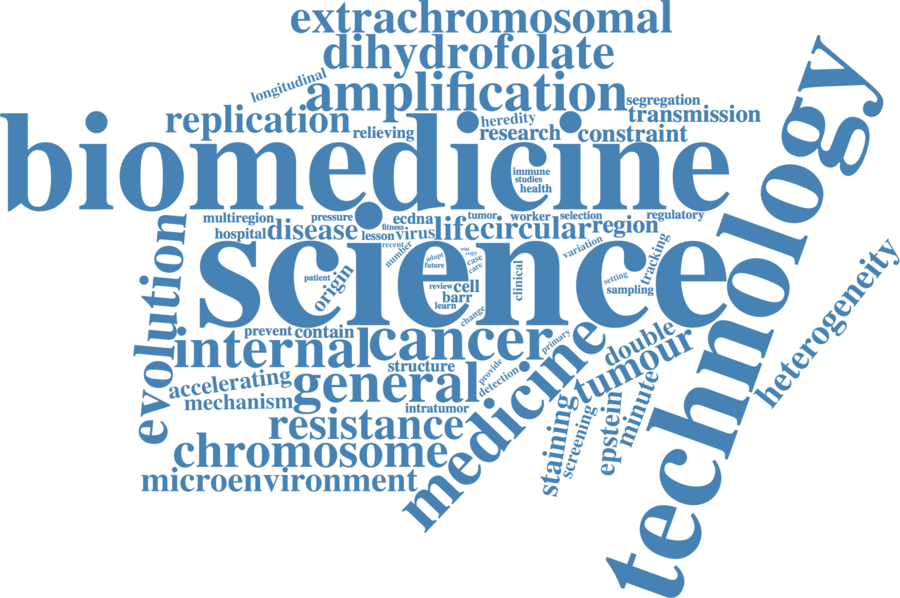 extrachromosomal
dihydrofolate
longitudinal
amplification
segregation
replication
relieving
heredity
research
transmission
constraint
biomedicine
immune
studies
health
technology
multiregion
pressure
ecdna
tumor
worker
selection
regulatory
hospital
disease
fitness
lesson
virus
life
circular
region
recent
number
variation
tracking
evolution
science
patient
origin
adapt
future
trial
copy
case
care
clinical
setting
sampling
review
cell
barr
learn
change
heterogeneity
prevent
contain
internal
cancer
primary
double
structure
provide
detection
medicine
tumour
accelerating
general
mechanism
intratumor
minute
epstein
screening
staining
resistance
chromosome
microenvironment